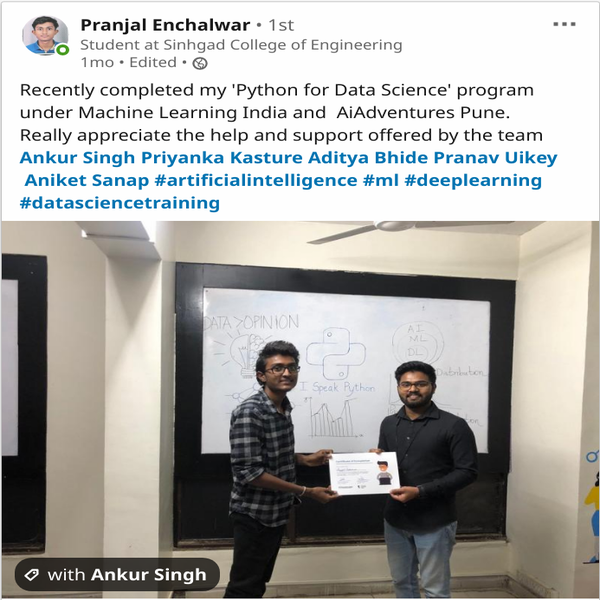 Pranjal Enchalwar • 1st
Student at Sinhgad College of Engineering
1mo • Edited •
Recently completed my 'Python for Data Science' program
under Machine Learning India and AiAdventures Pune.
Really appreciate the help and support offered by the team
Ankur Singh Priyanka Kasture Aditya Bhide Pranav Uikey
Aniket Sanap #artificialintelligence #ml #deeplearning
#datasciencetraining
DATA >OPINION
AI
ML
DL
I Speak Python
Distribution
with Ankur Singh